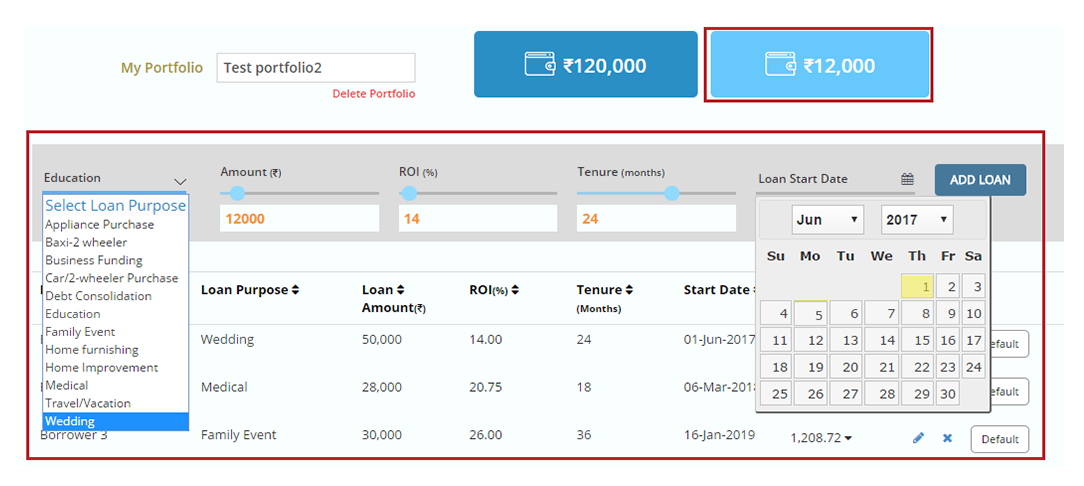 My Portfolio Test portfolio2 ₹120,000 ₹12,000
Delete Portfolio
Education Amount (₹) ROI (%) Tenure (months) Loan Start Date ADD LOAN
12000 14 24
Select Loan Purpose
Appliance Purchase
Baxi-2 wheeler
Business Funding
Car/2-wheeler Purchase
Debt Consolidation
Education
Family Event
Home furnishing
Home Improvement
Medical
Travel/Vacation
Wedding
Jun 2017
Su Mo Tu We Th Fr Sa
1 2 3
4 5 6 7 8 9 10
11 12 13 14 15 16 17
18 19 20 21 22 23 24
25 26 27 28 29 30
Loan Purpose Loan Amount(₹) ROI(%) Tenure (Months) Start Date
Wedding 50,000 14.00 24 01-Jun-2017 efault
Medical 28,000 20.75 18 06-Mar-2018 efault
Borrower 3 Family Event 30,000 26.00 36 16-Jan-2019 1,208.72 Default